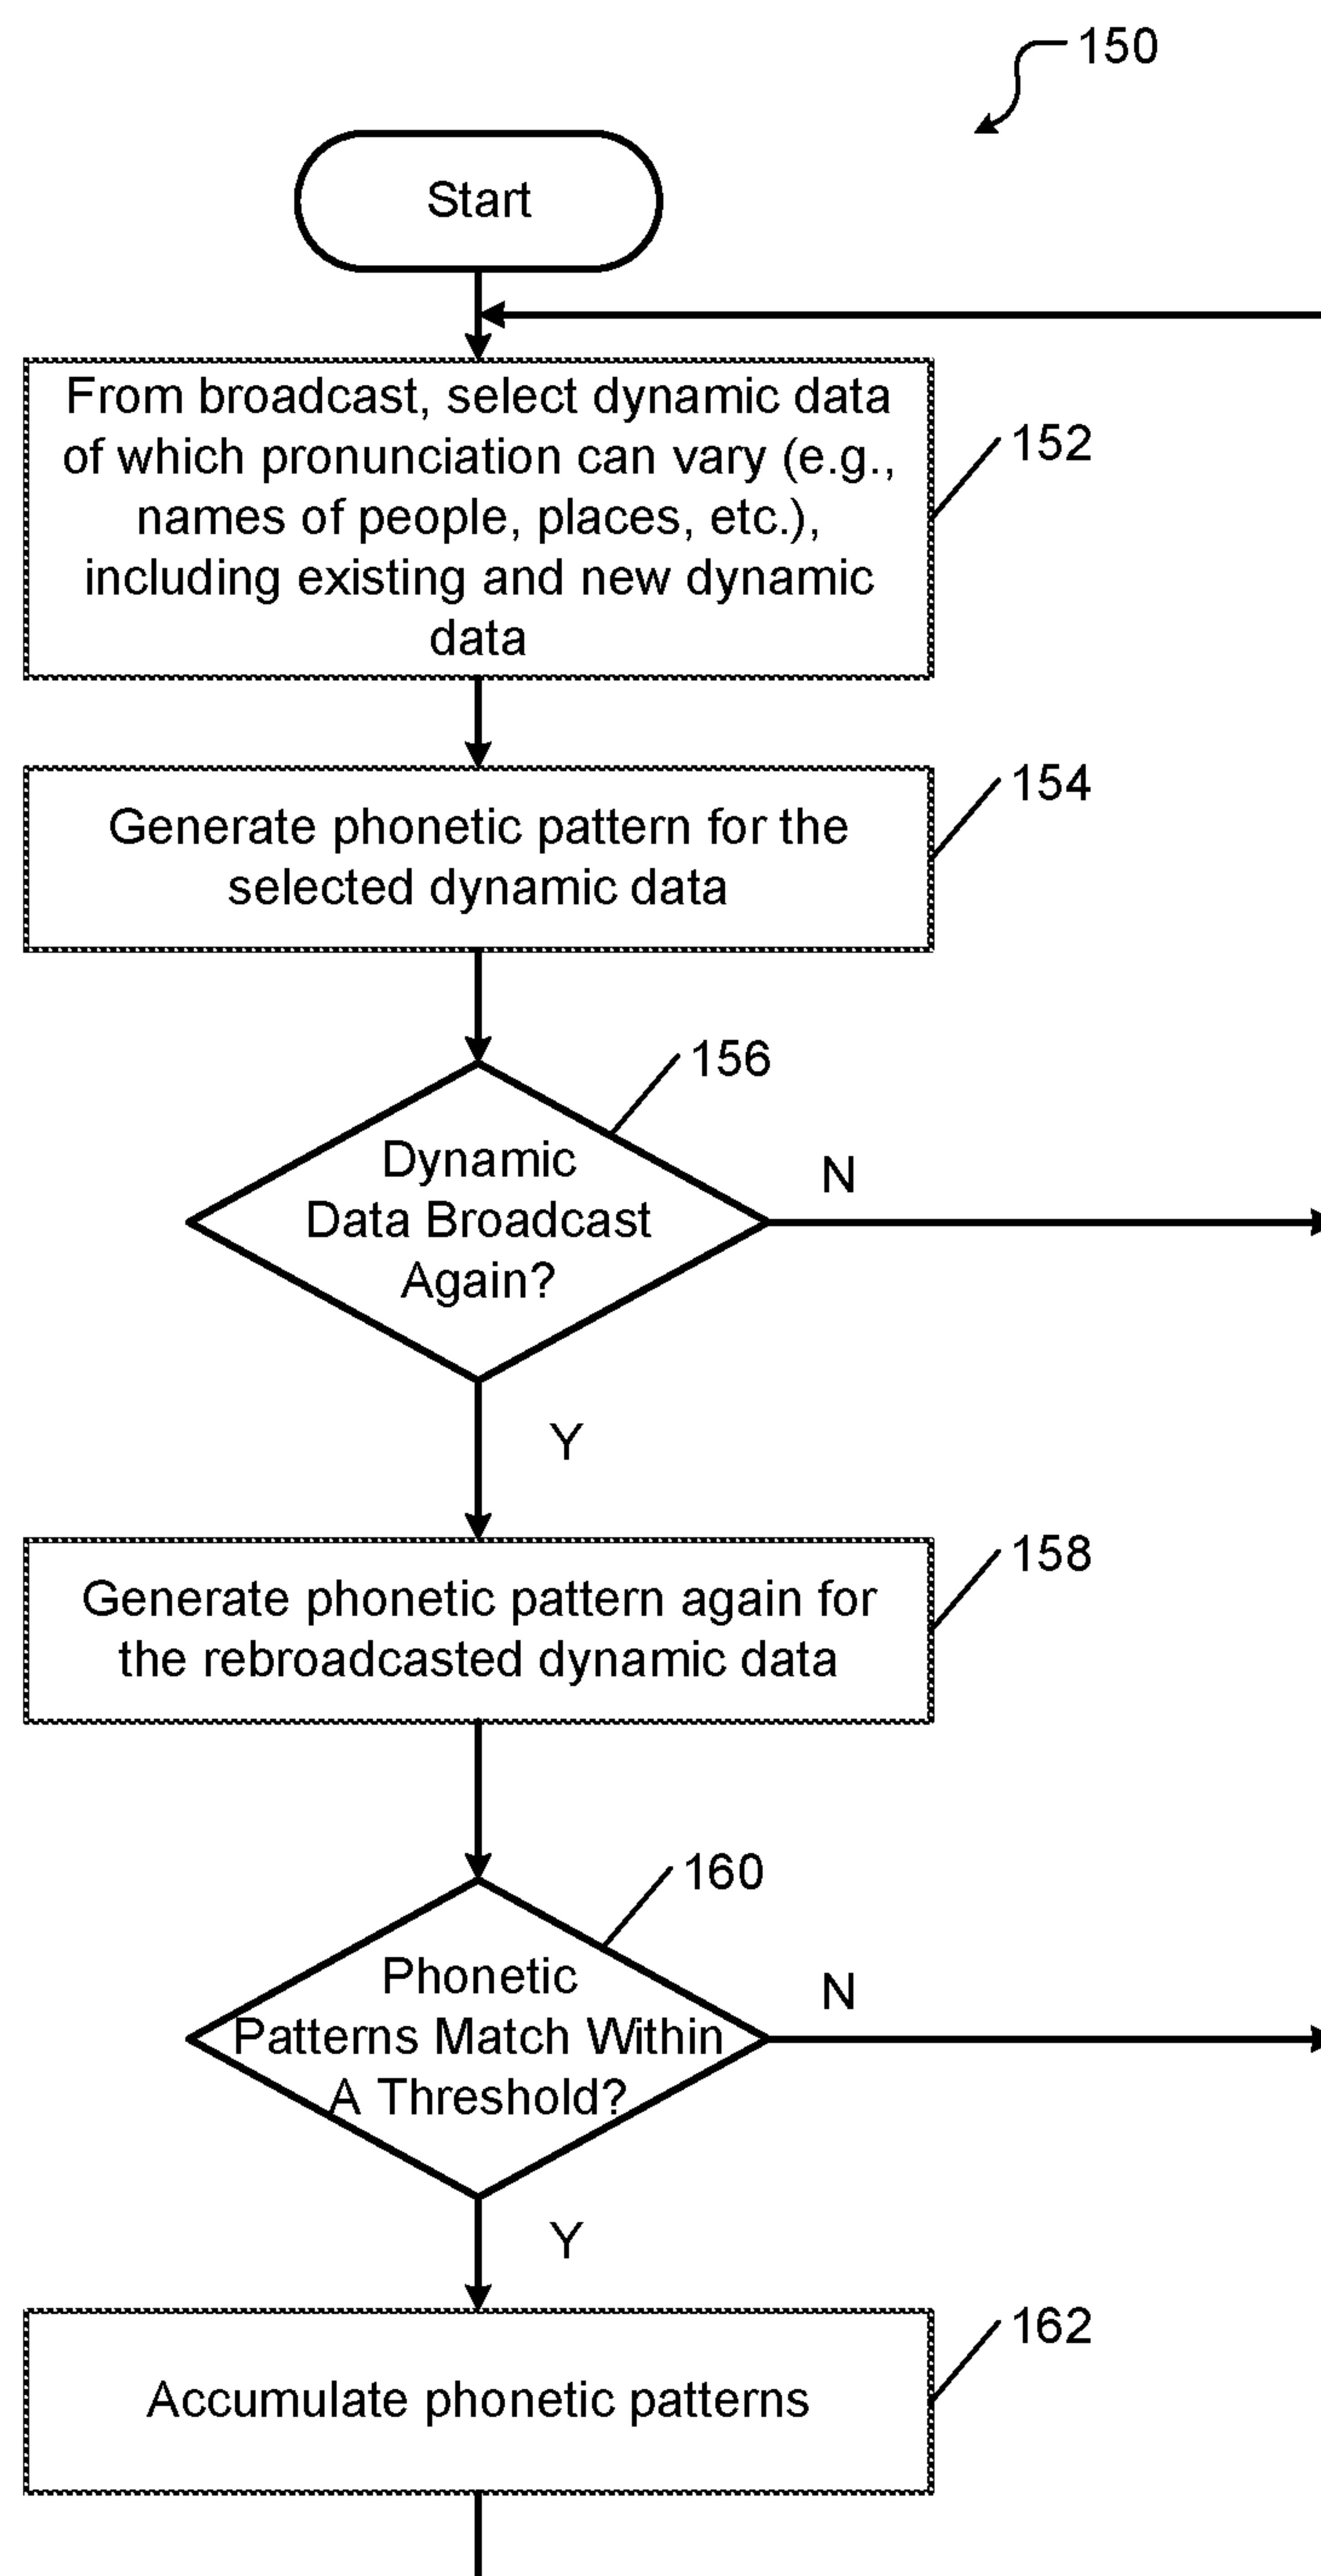 150
Start
From broadcast, select dynamic data
of which pronunciation can vary (e.g.,
names of people, places, etc.),
including existing and new dynamic
data
152
Generate phonetic pattern for the
selected dynamic data
154
156
Dynamic
Data Broadcast
Again?
N
Y
Generate phonetic pattern again for
the rebroadcasted dynamic data
158
160
Phonetic
Patterns Match Within
A Threshold?
N
Y
Accumulate phonetic patterns
162